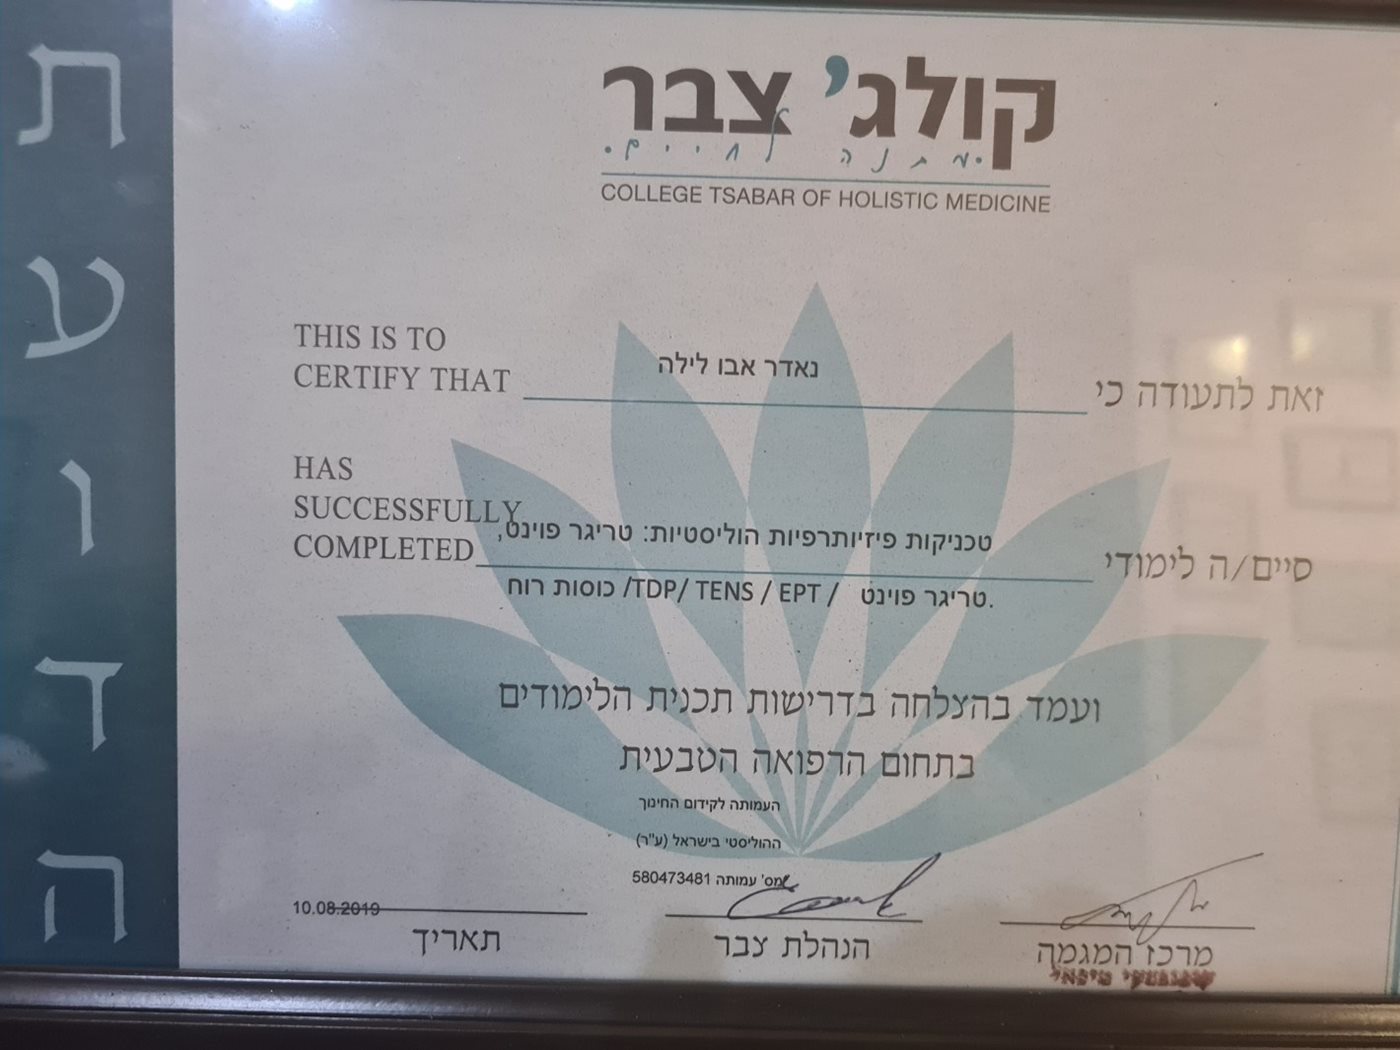 תעודה
קולג' צבר
מתנה לחיים.
COLLEGE TSABAR OF HOLISTIC MEDICINE
THIS IS TO
CERTIFY THAT
נאדר אבו לילה
זאת לתעודה כי
HAS
SUCCESSFULLY
COMPLETED
טכניקות פיזיותרפיות הוליסטיות: טריגר פוינט,
סיים/ה לימודי
טריגר פוינט / TDP/ TENS / EPT/ כוסות רוח.
ועמד בהצלחה בדרישות תכנית הלימודים
בתחום הרפואה הטבעית
העמותה לקידום החינוך
ההוליסטי בישראל (ע"ר)
מס' עמותה 580473481
10.08.2019
תאריך
הנהלת צבר
מרכז המגמה